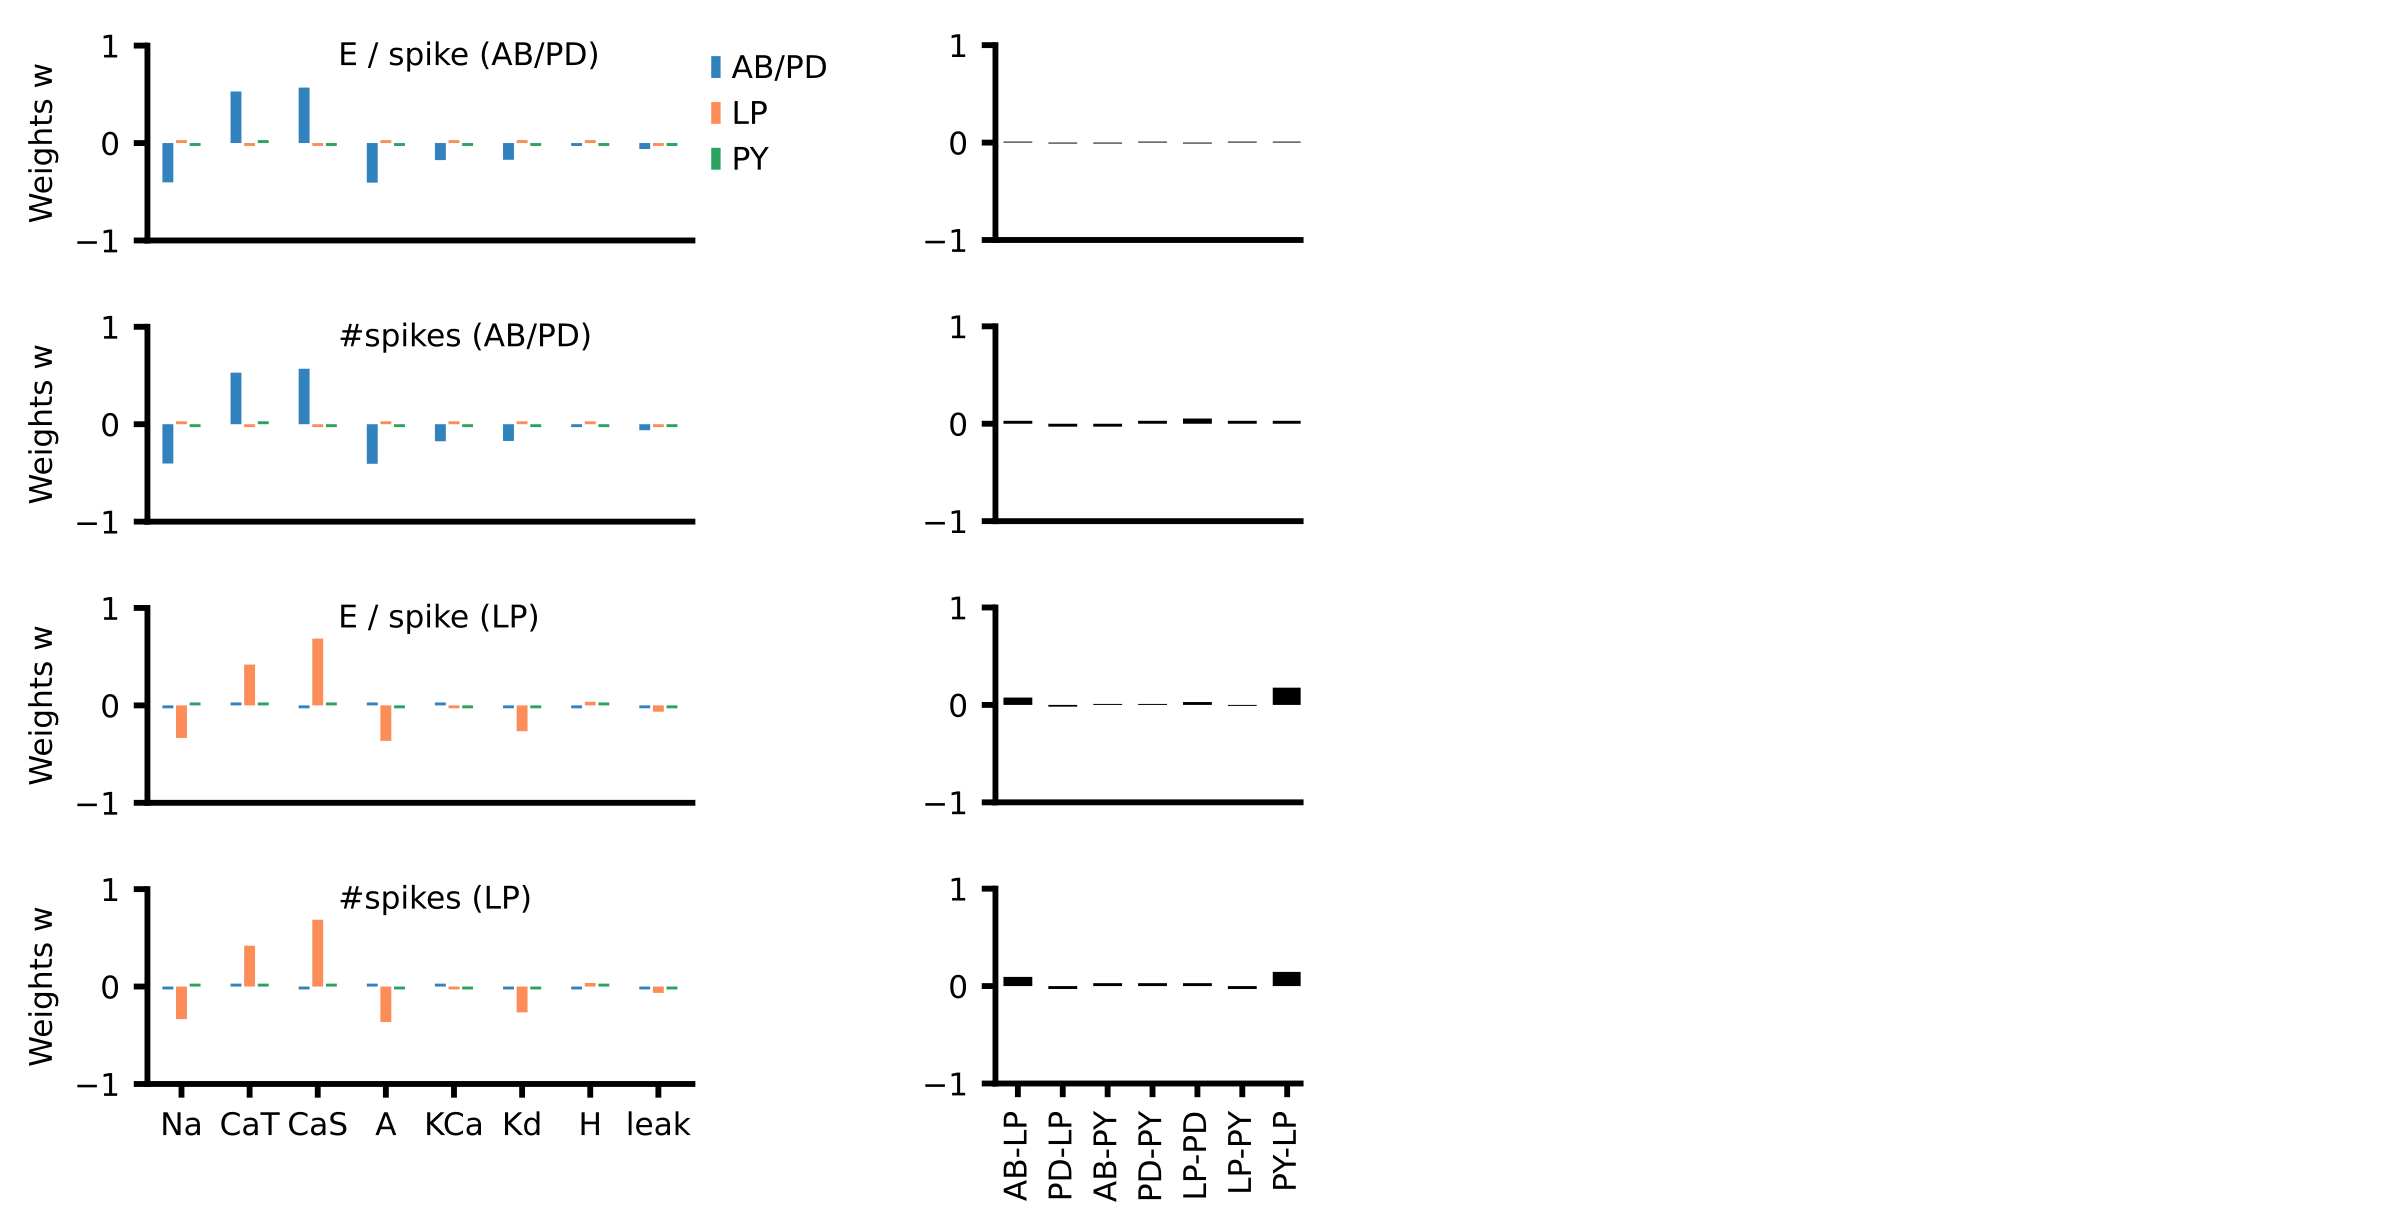 E / spike (AB/PD)
Weights w
1
0
−1
AB/PD
LP
PY
1
0
−1
#spikes (AB/PD)
Weights w
1
0
−1
1
0
−1
E / spike (LP)
Weights w
1
0
−1
1
0
−1
#spikes (LP)
Weights w
1
0
−1
Na CaT CaS A KCa Kd H leak
1
0
−1
AB-LP
PD-LP
AB-PY
PD-PY
LP-PD
LP-PY
PY-LP